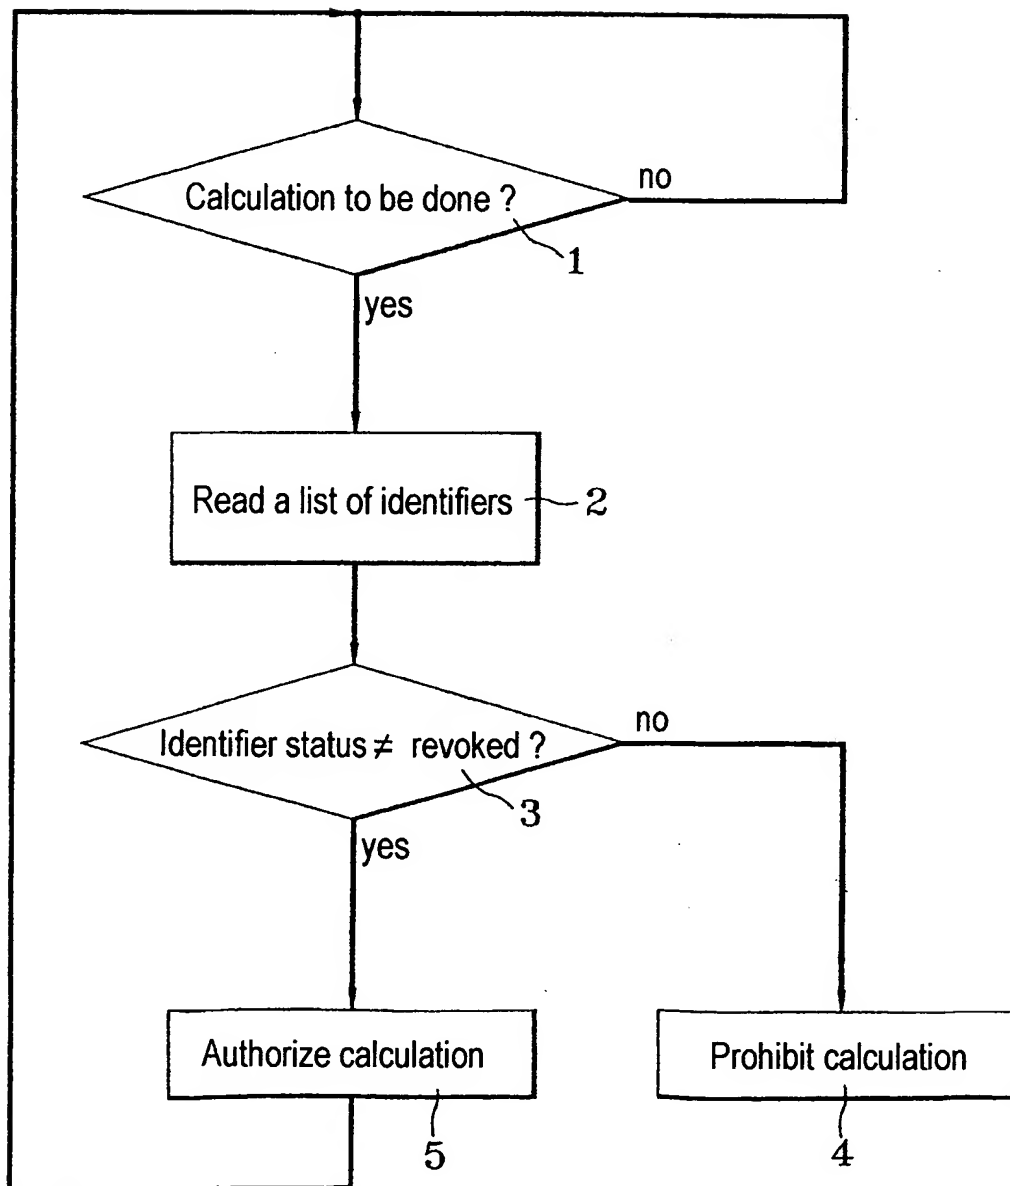 Calculation to be done ?
no
1
yes
Read a list of identifiers
2
Identifier status ≠ revoked ?
no
3
yes
Authorize calculation
Prohibit calculation
5
4